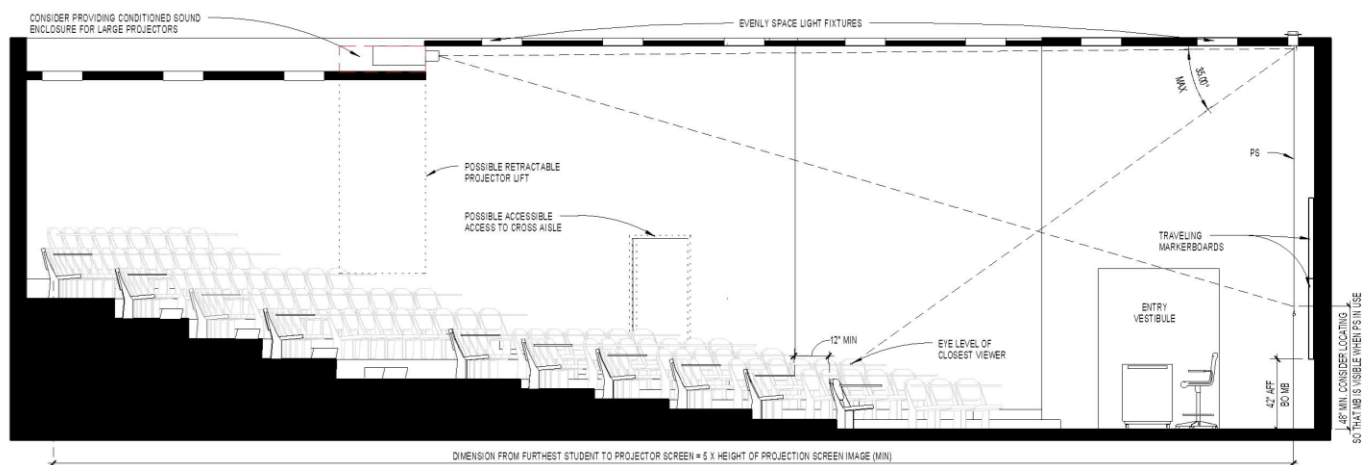 CONSIDER PROVIDING CONDITIONED SOUND
ENCLOSURE FOR LARGE PROJECTORS
EVENLY SPACE LIGHT FIXTURES
35.00°
MAX
PS
POSSIBLE RETRACTABLE
PROJECTOR LIFT
POSSIBLE ACCESSIBLE
ACCESS TO CROSS AISLE
TRAVELING
MARKERBOARDS
ENTRY
VESTIBULE
12" MIN
EYE LEVEL OF
CLOSEST VIEWER
42" AFF
BO MB
48" MIN. CONSIDER LOCATING
SO THAT MB IS VISIBLE WHEN PS IN USE
DIMENSION FROM FURTHEST STUDENT TO PROJECTOR SCREEN = 5 X HEIGHT OF PROJECTION SCREEN IMAGE (MIN)